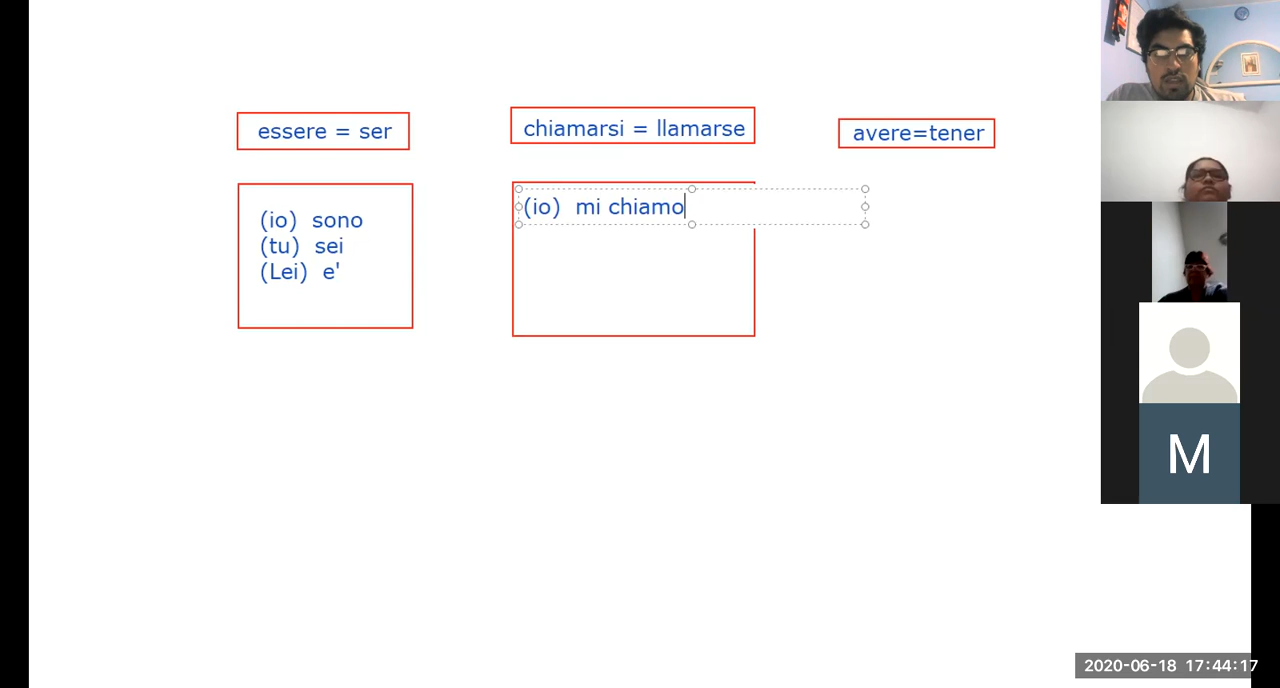 essere = ser
chiamarsi = llamarse
avere=tener
(io) sono
(tu) sei
(Lei) e'
(io) mi chiamo
M
2020-06-18 17:44:17